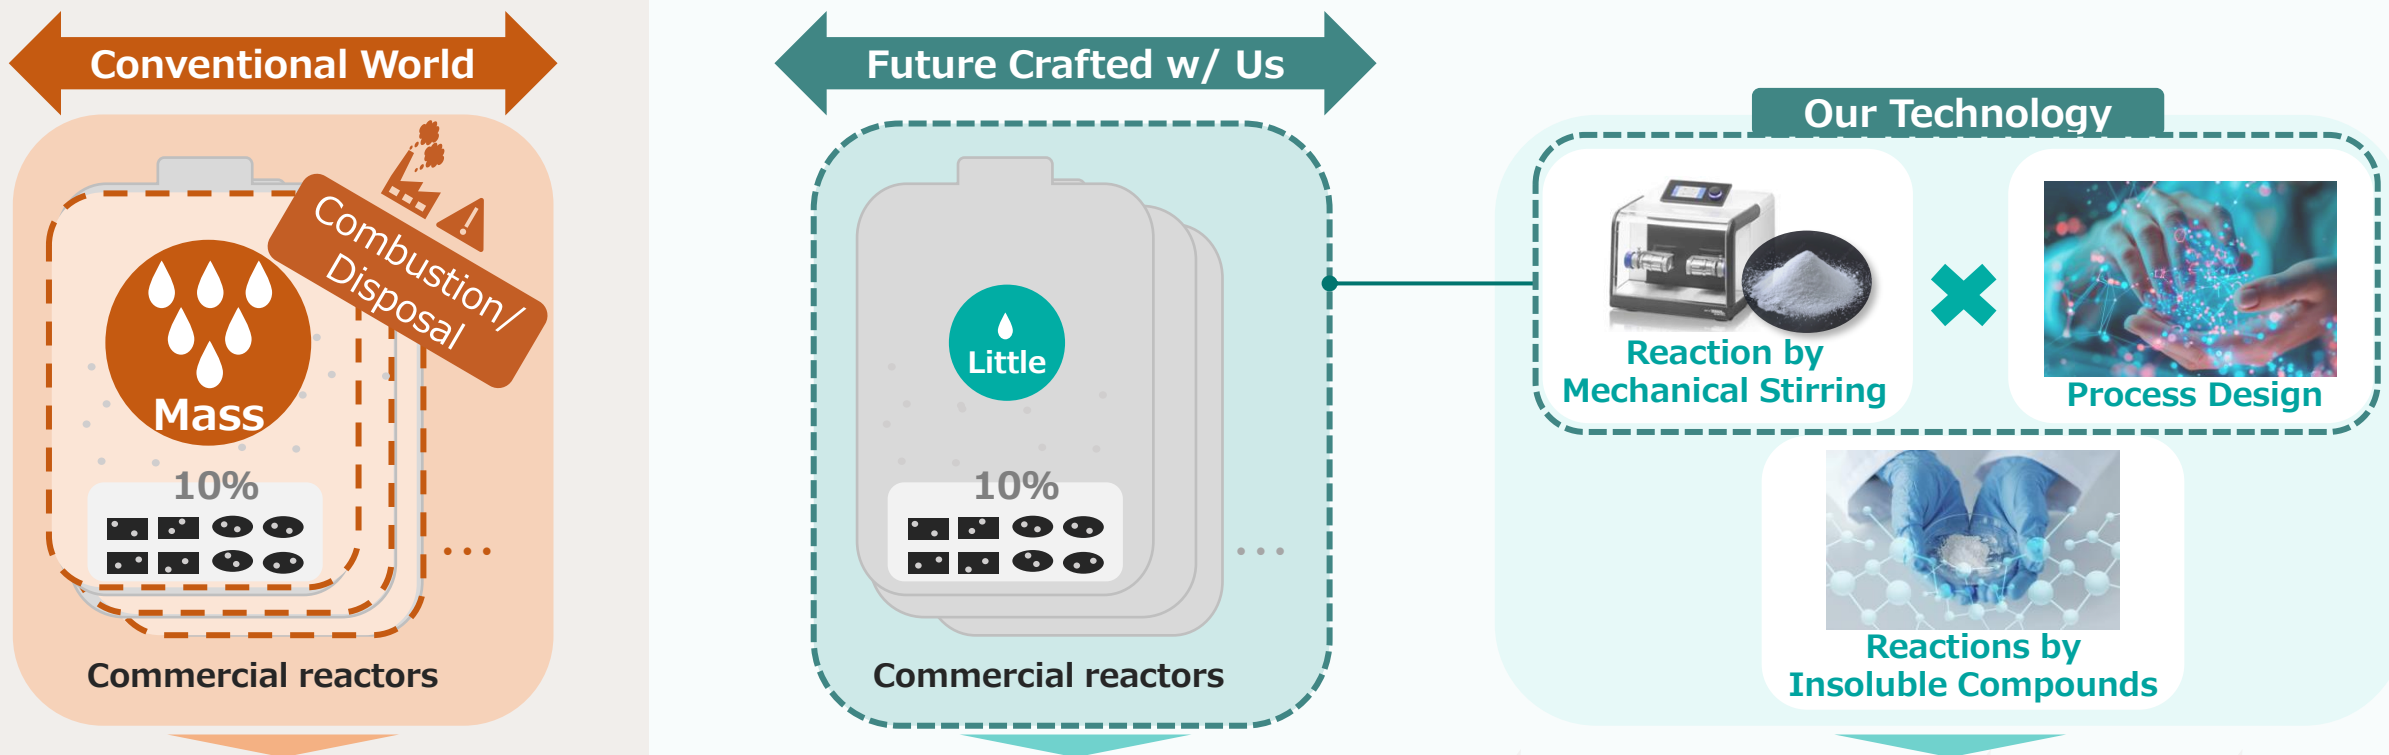 Conventional World
Combustion/
Disposal
Mass
10%
...
Commercial reactors
Future Crafted w/ Us
Little
10%
...
Commercial reactors
Our Technology
Reaction by
Mechanical Stirring
Process Design
Reactions by
Insoluble Compounds